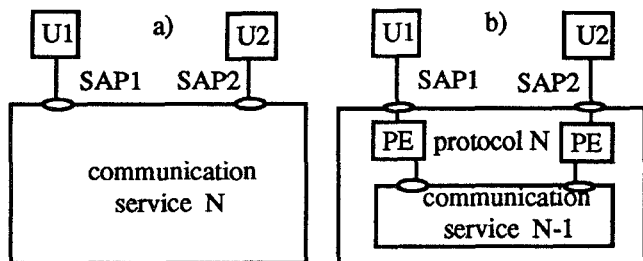 U1 a) U2
SAP1 SAP2
communication
service N
U1 b) U2
SAP1 SAP2
PE protocol N PE
communication
service N-1